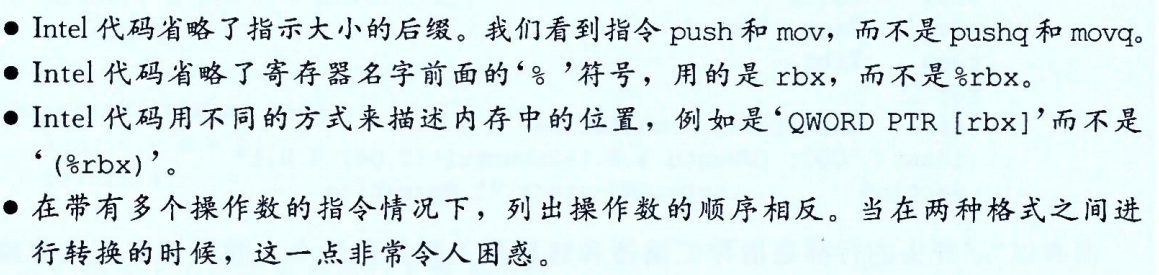 ● Intel 代码省略了指示大小的后缀。我们看到指令 push 和 mov，而不是 pushq 和 movq。
● Intel 代码省略了寄存器名字前面的‘%’符号，用的是 rbx，而不是%rbx。
● Intel 代码用不同的方式来描述内存中的位置，例如是‘QWORD PTR [rbx]’而不是
‘(%rbx)’。
● 在带有多个操作数的指令情况下，列出操作数的顺序相反。当在两种格式之间进
行转换的时候，这一点非常令人困惑。